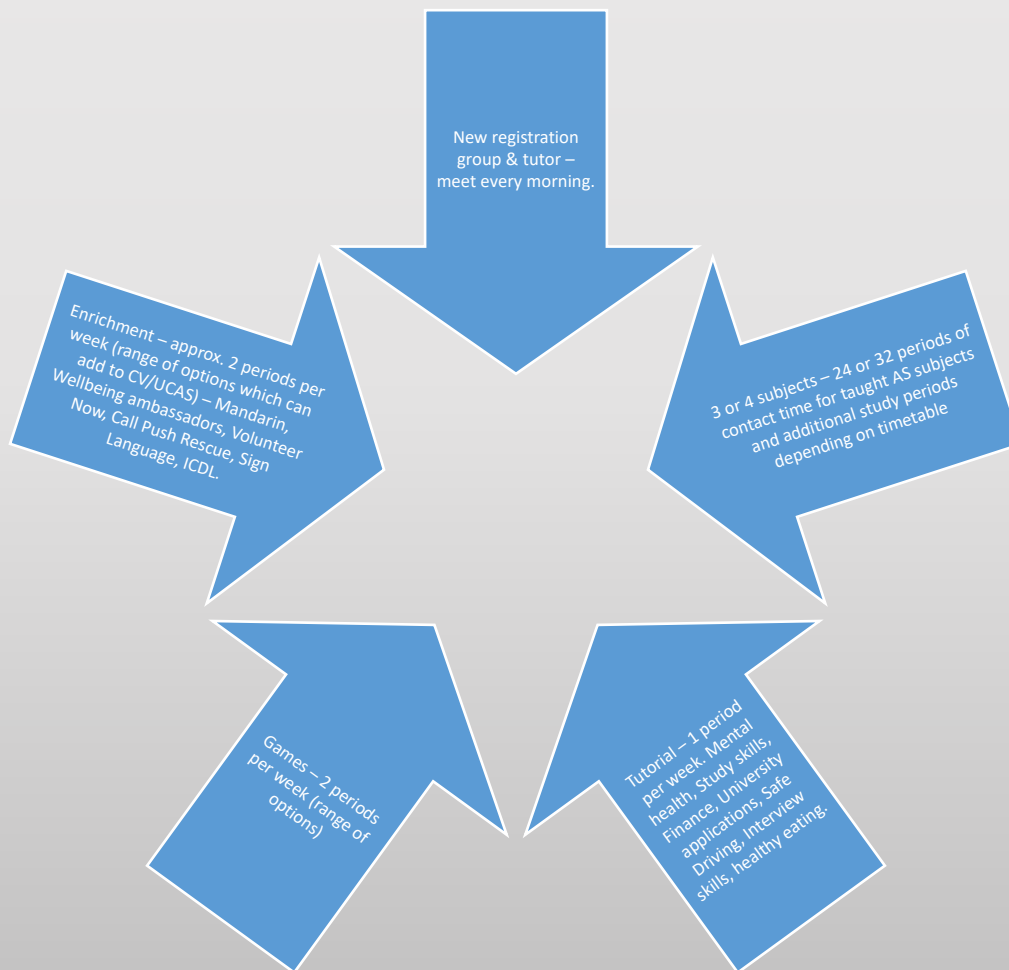 New registration
group & tutor –
meet every morning.
3 or 4 subjects – 24 or 32 periods of
contact time for taught AS subjects
and additional study periods
depending on timetable
Tutorial – 1 period
per week. Mental
health, Study skills,
Finance, University
applications, Safe
Driving, Interview
skills, healthy eating.
Games – 2 periods
per week (range of
options)
Enrichment – approx. 2 periods per
week (range of options which can
add to CV/UCAS) – Mandarin,
Wellbeing ambassadors, Volunteer
Now, Call Push Rescue, Sign
Language, ICDL.